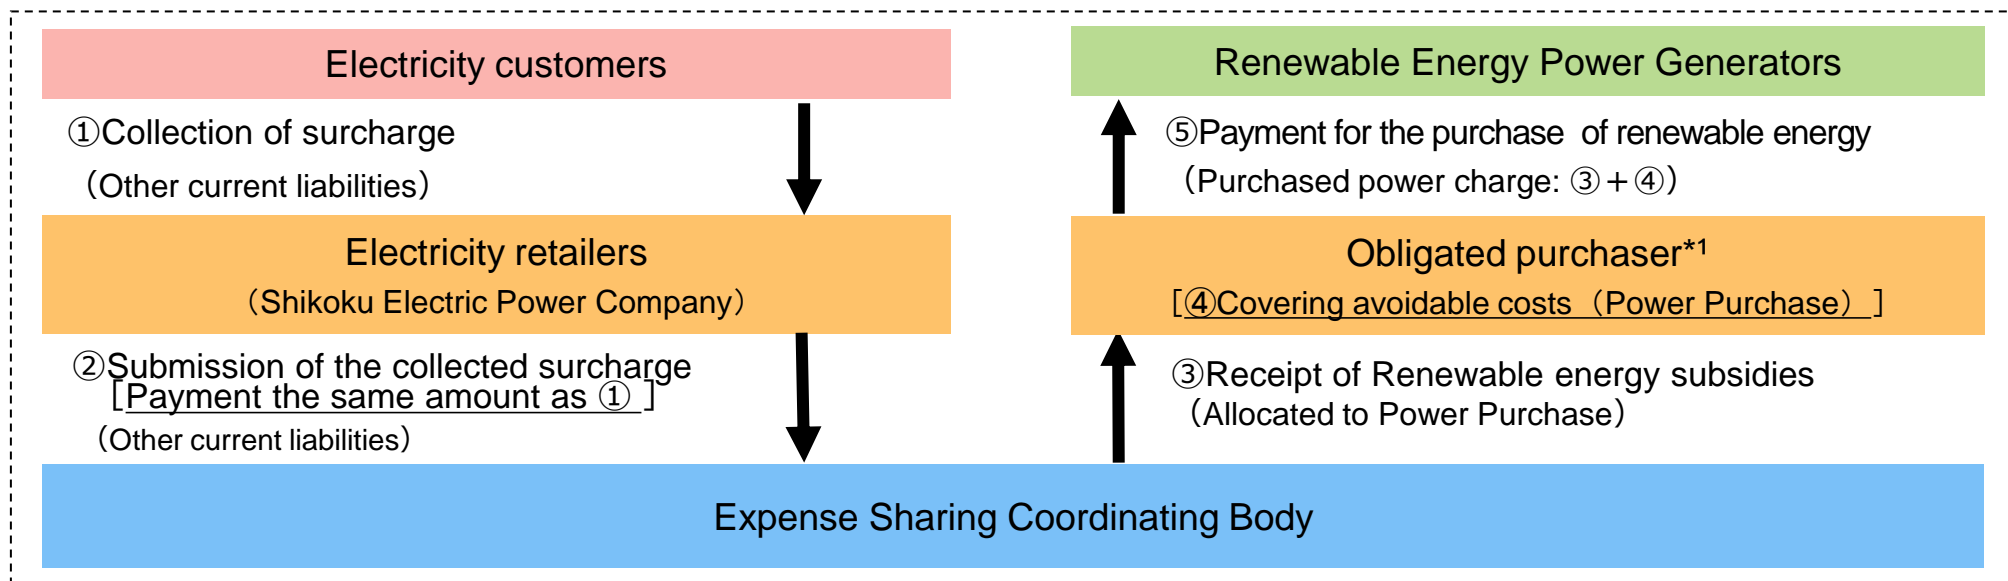 Electricity customers
①Collection of surcharge
（Other current liabilities）
Electricity retailers
（Shikoku Electric Power Company）
②Submission of the collected surcharge
［Payment the same amount as ① ］
（Other current liabilities）
Renewable Energy Power Generators
⑤Payment for the purchase of renewable energy
（Purchased power charge: ③＋④）
Obligated purchaser*¹
［④Covering avoidable costs（Power Purchase）］
③Receipt of Renewable energy subsidies
（Allocated to Power Purchase）
Expense Sharing Coordinating Body